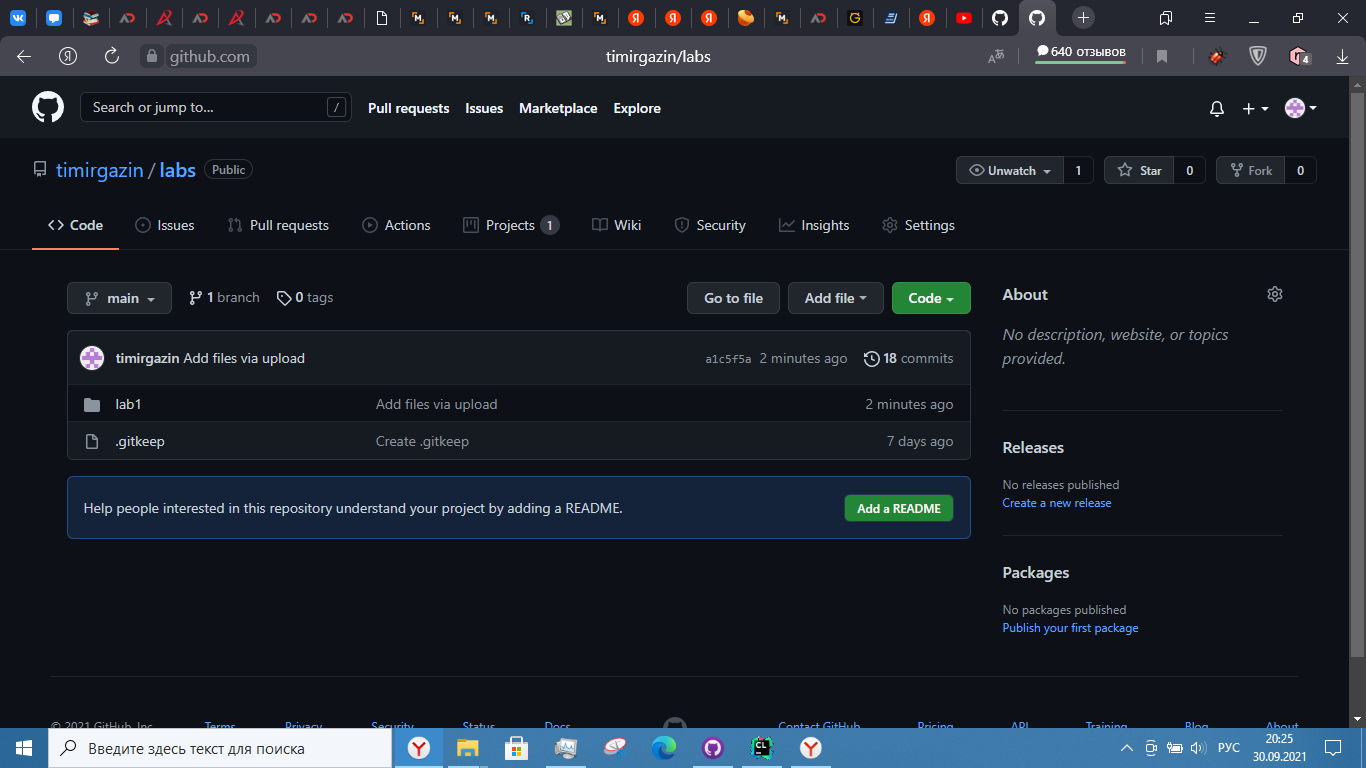 github.com
timirgazin/labs
640 отзывов
4
Search or jump to...
/
Pull requests
Issues
Marketplace
Explore
timirgazin / labs
Public
Unwatch
1
Star
0
Fork
0
Code
Issues
Pull requests
Actions
Projects
1
Wiki
Security
Insights
Settings
main
1 branch
0 tags
Go to file
Add file
Code
timirgazin Add files via upload
a1c5f5a 2 minutes ago
18 commits
lab1
Add files via upload
2 minutes ago
.gitkeep
Create .gitkeep
7 days ago
Help people interested in this repository understand your project by adding a README.
Add a README
About
No description, website, or topics
provided.
Releases
No releases published
Create a new release
Packages
No packages published
Publish your first package
© 2021 GitHub, Inc.
Terms
Privacy
Security
Status
Docs
Contact GitHub
Pricing
API
Training
Blog
About
Введите здесь текст для поиска
РУС
20:25
30.09.2021